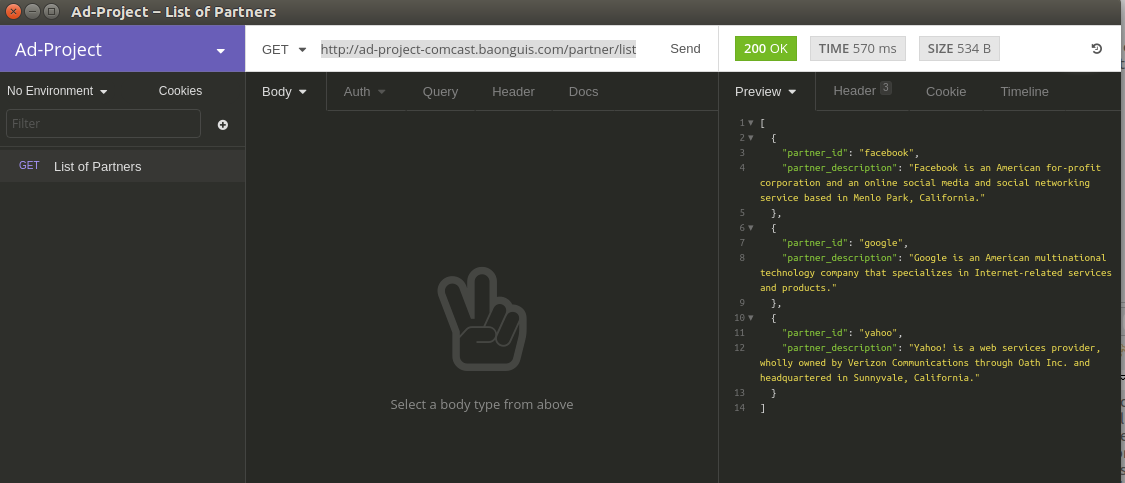 Ad-Project – List of Partners
Ad-Project
GET http://ad-project-comcast.baonguis.com/partner/list Send
200 OK TIME 570 ms SIZE 534 B
No Environment Cookies
Filter
GET List of Partners
Body Auth Query Header Docs
Select a body type from above
Preview Header 3 Cookie Timeline
1 [
2 {
3 "partner_id": "facebook",
4 "partner_description": "Facebook is an American for-profit
corporation and an online social media and social networking
service based in Menlo Park, California."
5 },
6 {
7 "partner_id": "google",
8 "partner_description": "Google is an American multinational
technology company that specializes in Internet-related services
and products."
9 },
10 {
11 "partner_id": "yahoo",
12 "partner_description": "Yahoo! is a web services provider,
wholly owned by Verizon Communications through Oath Inc. and
headquartered in Sunnyvale, California."
13 }
14 ]